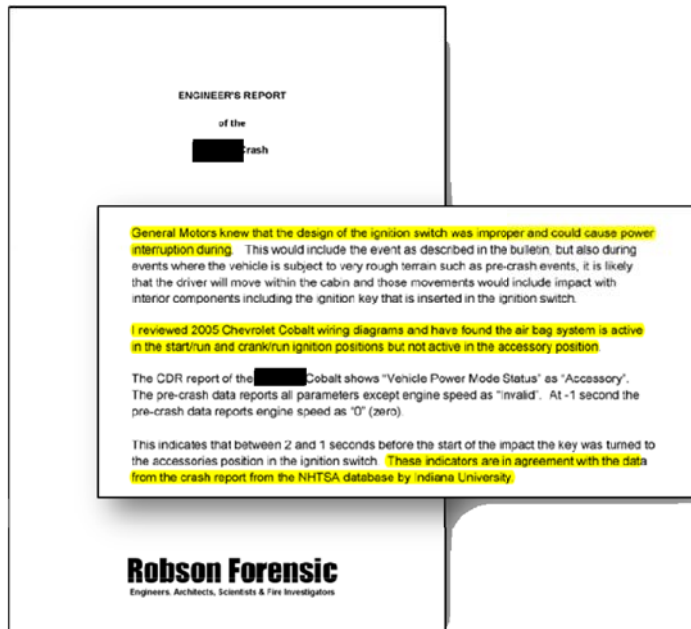 ENGINEER'S REPORT
of the
Crash
General Motors knew that the design of the ignition switch was improper and could cause power
interruption during. This would include the event as described in the bulletin, but also during
events where the vehicle is subject to very rough terrain such as pre-crash events, it is likely
that the driver will move within the cabin and those movements would include impact with
interior components including the ignition key that is inserted in the ignition switch.
I reviewed 2005 Chevrolet Cobalt wiring diagrams and have found the air bag system is active
in the start/run and crank/run ignition positions but not active in the accessory position.
The CDR report of the Cobalt shows "Vehicle Power Mode Status" as "Accessory".
The pre-crash data reports all parameters except engine speed as "Invalid". At -1 second the
pre-crash data reports engine speed as "0" (zero).
This indicates that between 2 and 1 seconds before the start of the impact the key was turned to
the accessories position in the ignition switch. These indicators are in agreement with the data
from the crash report from the NHTSA database by Indiana University.
Robson Forensic
Engineers, Architects, Scientists & Fire Investigators